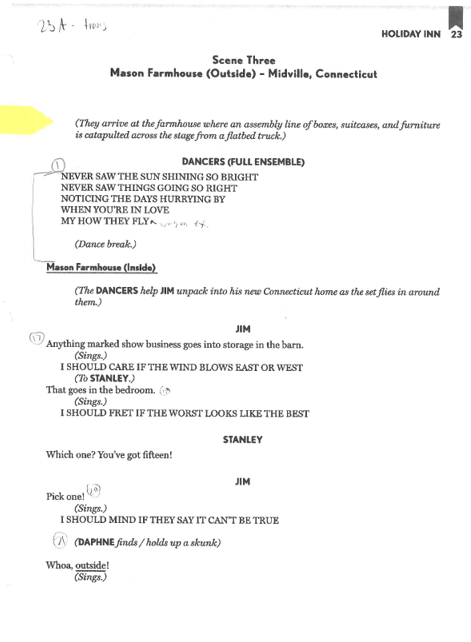 23A - trans
HOLIDAY INN 23
Scene Three
Mason Farmhouse (Outside) – Midville, Connecticut
(They arrive at the farmhouse where an assembly line of boxes, suitcases, and furniture
is catapulted across the stage from a flatbed truck.)
DANCERS (FULL ENSEMBLE)
1
NEVER SAW THE SUN SHINING SO BRIGHT
NEVER SAW THINGS GOING SO RIGHT
NOTICING THE DAYS HURRYING BY
WHEN YOU'RE IN LOVE
MY HOW THEY FLY
(Dance break.)
Mason Farmhouse (Inside)
(The DANCERS help JIM unpack into his new Connecticut home as the set flies in around
them.)
JIM
17
Anything marked show business goes into storage in the barn.
(Sings.)
I SHOULD CARE IF THE WIND BLOWS EAST OR WEST
(To STANLEY.)
That goes in the bedroom.
(Sings.)
I SHOULD FRET IF THE WORST LOOKS LIKE THE BEST
STANLEY
Which one? You've got fifteen!
JIM
Pick one!
(Sings.)
I SHOULD MIND IF THEY SAY IT CAN'T BE TRUE
(DAPHNE finds / holds up a skunk)
Whoa, outside!
(Sings.)